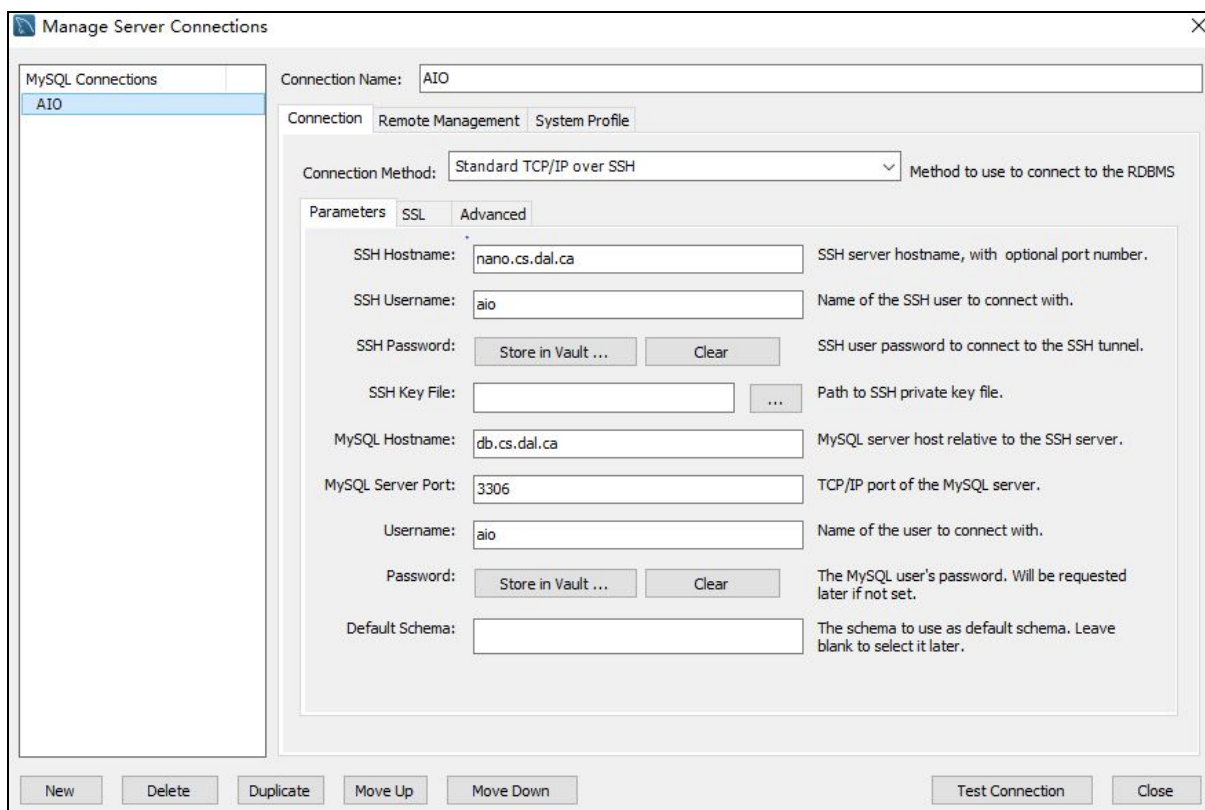 Manage Server Connections
MySQL Connections
AIO
Connection Name: AIO
Connection Remote Management System Profile
Connection Method: Standard TCP/IP over SSH Method to use to connect to the RDBMS
Parameters SSL Advanced
SSH Hostname: nano.cs.dal.ca SSH server hostname, with optional port number.
SSH Username: aio Name of the SSH user to connect with.
SSH Password: Store in Vault ... Clear SSH user password to connect to the SSH tunnel.
SSH Key File: ... Path to SSH private key file.
MySQL Hostname: db.cs.dal.ca MySQL server host relative to the SSH server.
MySQL Server Port: 3306 TCP/IP port of the MySQL server.
Username: aio Name of the user to connect with.
Password: Store in Vault ... Clear The MySQL user's password. Will be requested
later if not set.
Default Schema: The schema to use as default schema. Leave
blank to select it later.
New Delete Duplicate Move Up Move Down Test Connection Close